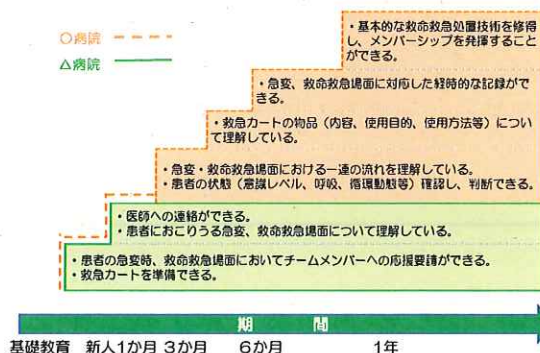 ○病院
△病院
・基本的な救命救急処置技術を修得
し、メンバーシップを発揮すること
ができる。
・急変、救命救急場面に対応した経時的な記録がで
きる。
・救急カートの物品（内容、使用目的、使用方法等）につい
て理解している。
・急変・救命救急場面における一連の流れを理解している。
・患者の状態（意識レベル、呼吸、循環動態等）確認し、判断できる。
・医師への連絡ができる。
・患者におこりうる急変、救命救急場面について理解している。
・患者の急変時、救命救急場面においてチームメンバーへの応援要請ができる。
・救急カートを準備できる。
期 間
基礎教育 新人1か月 3か月 6か月 1年